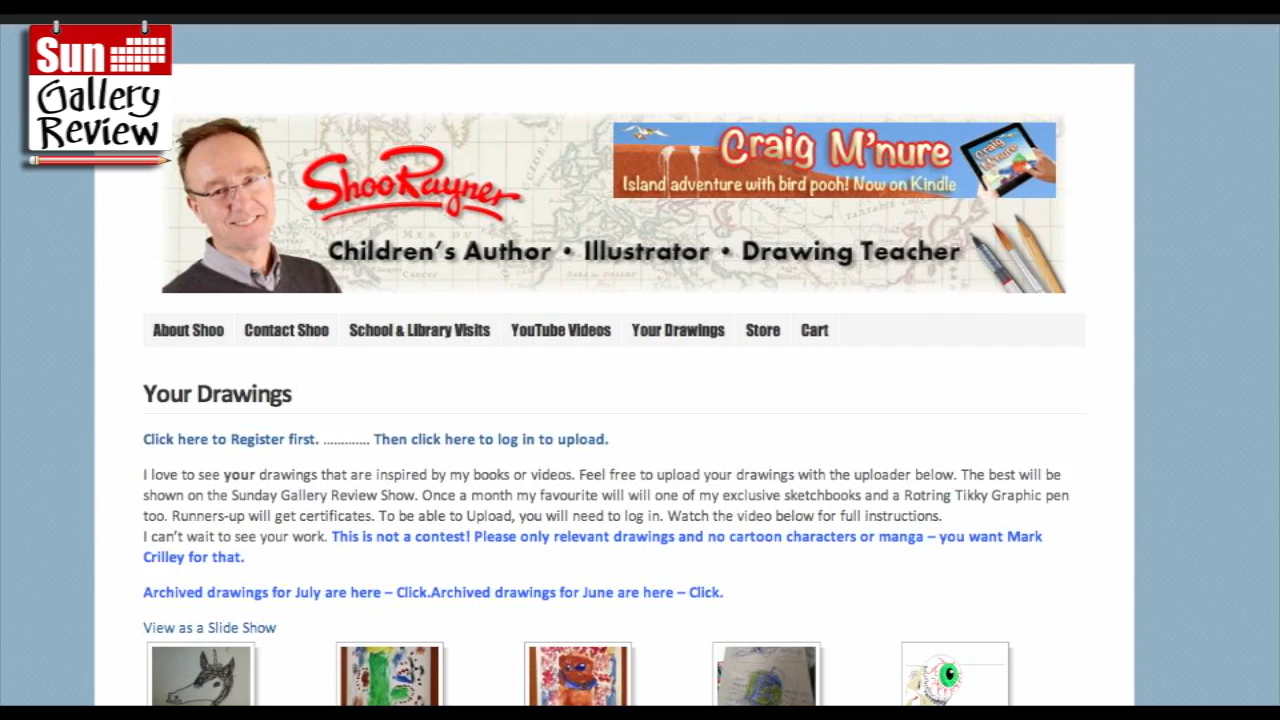 Sun
Gallery
Review
ShooRayner
Craig M'nure
Island adventure with bird pooh! Now on Kindle
Craig
M'nure
Children's Author • Illustrator • Drawing Teacher
About Shoo Contact Shoo School & Library Visits YouTube Videos Your Drawings Store Cart
Your Drawings
Click here to Register first. ............. Then click here to log in to upload.
I love to see your drawings that are inspired by my books or videos. Feel free to upload your drawings with the uploader below. The best will be
shown on the Sunday Gallery Review Show. Once a month my favourite will will one of my exclusive sketchbooks and a Rotring Tikky Graphic pen
too. Runners-up will get certificates. To be able to Upload, you will need to log in. Watch the video below for full instructions.
I can't wait to see your work. This is not a contest! Please only relevant drawings and no cartoon characters or manga – you want Mark
Crilley for that.
Archived drawings for July are here – Click.Archived drawings for June are here – Click.
View as a Slide Show